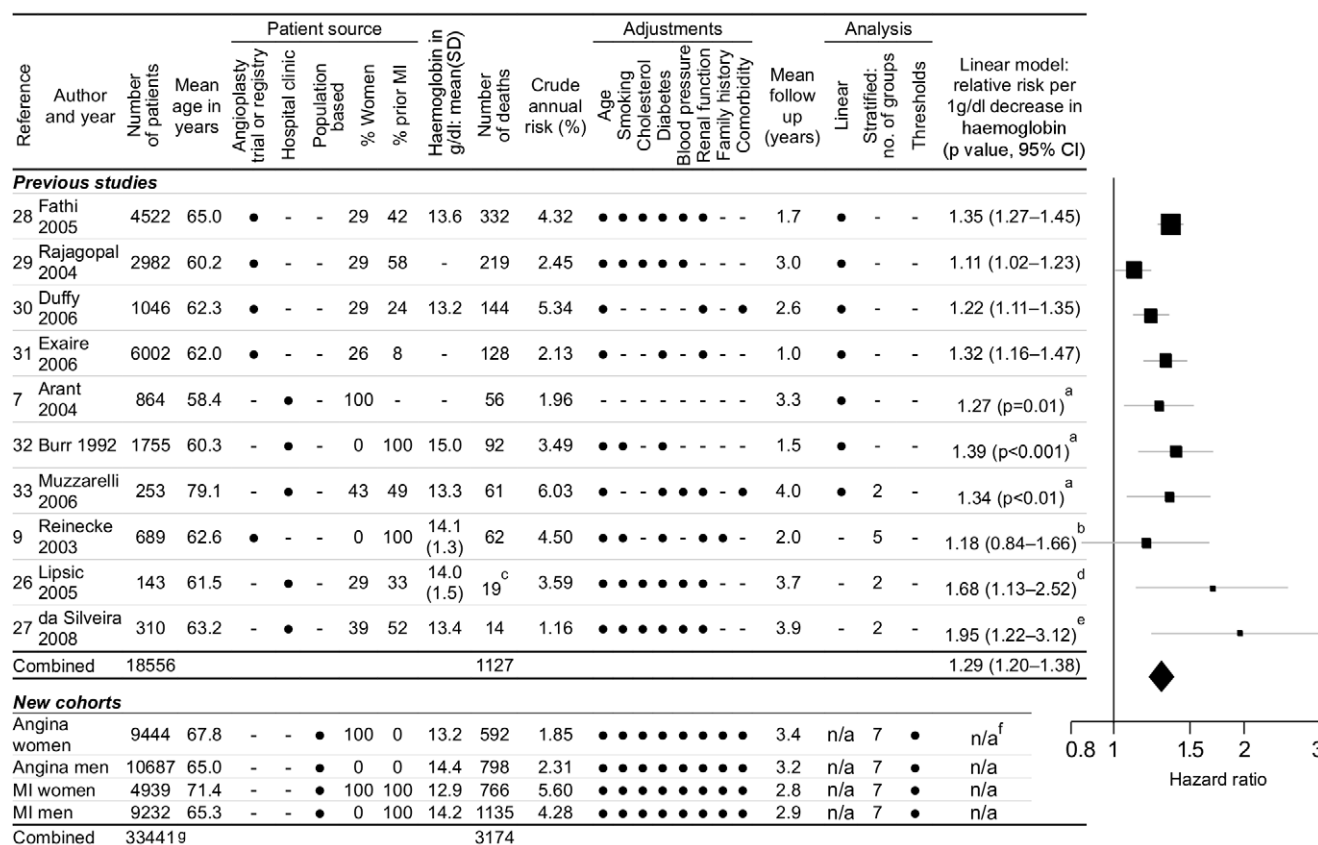 Patient source Adjustments Analysis
Reference Author and year Number of patients Mean age in years Angioplasty trial or registry Hospital clinic Population based % Women % prior MI Haemoglobin in g/dl: mean(SD) Number of deaths Crude annual risk (%) Age Smoking Cholesterol Diabetes Blood pressure Renal function Family history Comorbidity Mean follow up (years) Linear Stratified: no. of groups Thresholds Linear model: relative risk per 1g/dl decrease in haemoglobin (p value, 95% CI)
Previous studies
28 Fathi 2005 4522 65.0 ● - - 29 42 13.6 332 4.32 ● ● ● ● ● ● - - 1.7 ● - - 1.35 (1.27–1.45)
29 Rajagopal 2004 2982 60.2 ● - - 29 58 - 219 2.45 ● ● ● ● ● - - - 3.0 ● - - 1.11 (1.02–1.23)
30 Duffy 2006 1046 62.3 ● - - 29 24 13.2 144 5.34 ● - - - - ● - ● 2.6 ● - - 1.22 (1.11–1.35)
31 Exaire 2006 6002 62.0 ● - - 26 8 - 128 2.13 ● - - ● - ● - - 1.0 ● - - 1.32 (1.16–1.47)
7 Arant 2004 864 58.4 - ● - 100 - - 56 1.96 - - - - - - - - 3.3 ● - - 1.27 (p=0.01) a
32 Burr 1992 1755 60.3 - ● - 0 100 15.0 92 3.49 ● ● - ● - - - - 1.5 ● - - 1.39 (p<0.001) a
33 Muzzarelli 2006 253 79.1 - ● - 43 49 13.3 61 6.03 ● - - ● ● ● - ● 4.0 ● 2 - 1.34 (p<0.01) a
9 Reinecke 2003 689 62.6 ● - - 0 100 14.1 (1.3) 62 4.50 ● ● - ● - ● ● - 2.0 - 5 - 1.18 (0.84–1.66) b
26 Lipsic 2005 143 61.5 - ● - 29 33 14.0 (1.5) 19 c 3.59 ● ● ● ● ● ● - - 3.7 - 2 - 1.68 (1.13–2.52) d
27 da Silveira 2008 310 63.2 - ● - 39 52 13.4 14 1.16 ● ● ● ● ● ● - - 3.9 - 2 - 1.95 (1.22–3.12) e
Combined 18556 1127 1.29 (1.20–1.38)
New cohorts
Angina women 9444 67.8 - - ● 100 0 13.2 592 1.85 ● ● ● ● ● ● ● ● 3.4 n/a 7 ● n/a f
Angina men 10687 65.0 - - ● 0 0 14.4 798 2.31 ● ● ● ● ● ● ● ● 3.2 n/a 7 ● n/a
MI women 4939 71.4 - - ● 100 100 12.9 766 5.60 ● ● ● ● ● ● ● ● 2.8 n/a 7 ● n/a
MI men 9232 65.3 - - ● 0 100 14.2 1135 4.28 ● ● ● ● ● ● ● ● 2.9 n/a 7 ● n/a
Combined 33441 g 3174
0.8 1 1.5 2 3
Hazard ratio